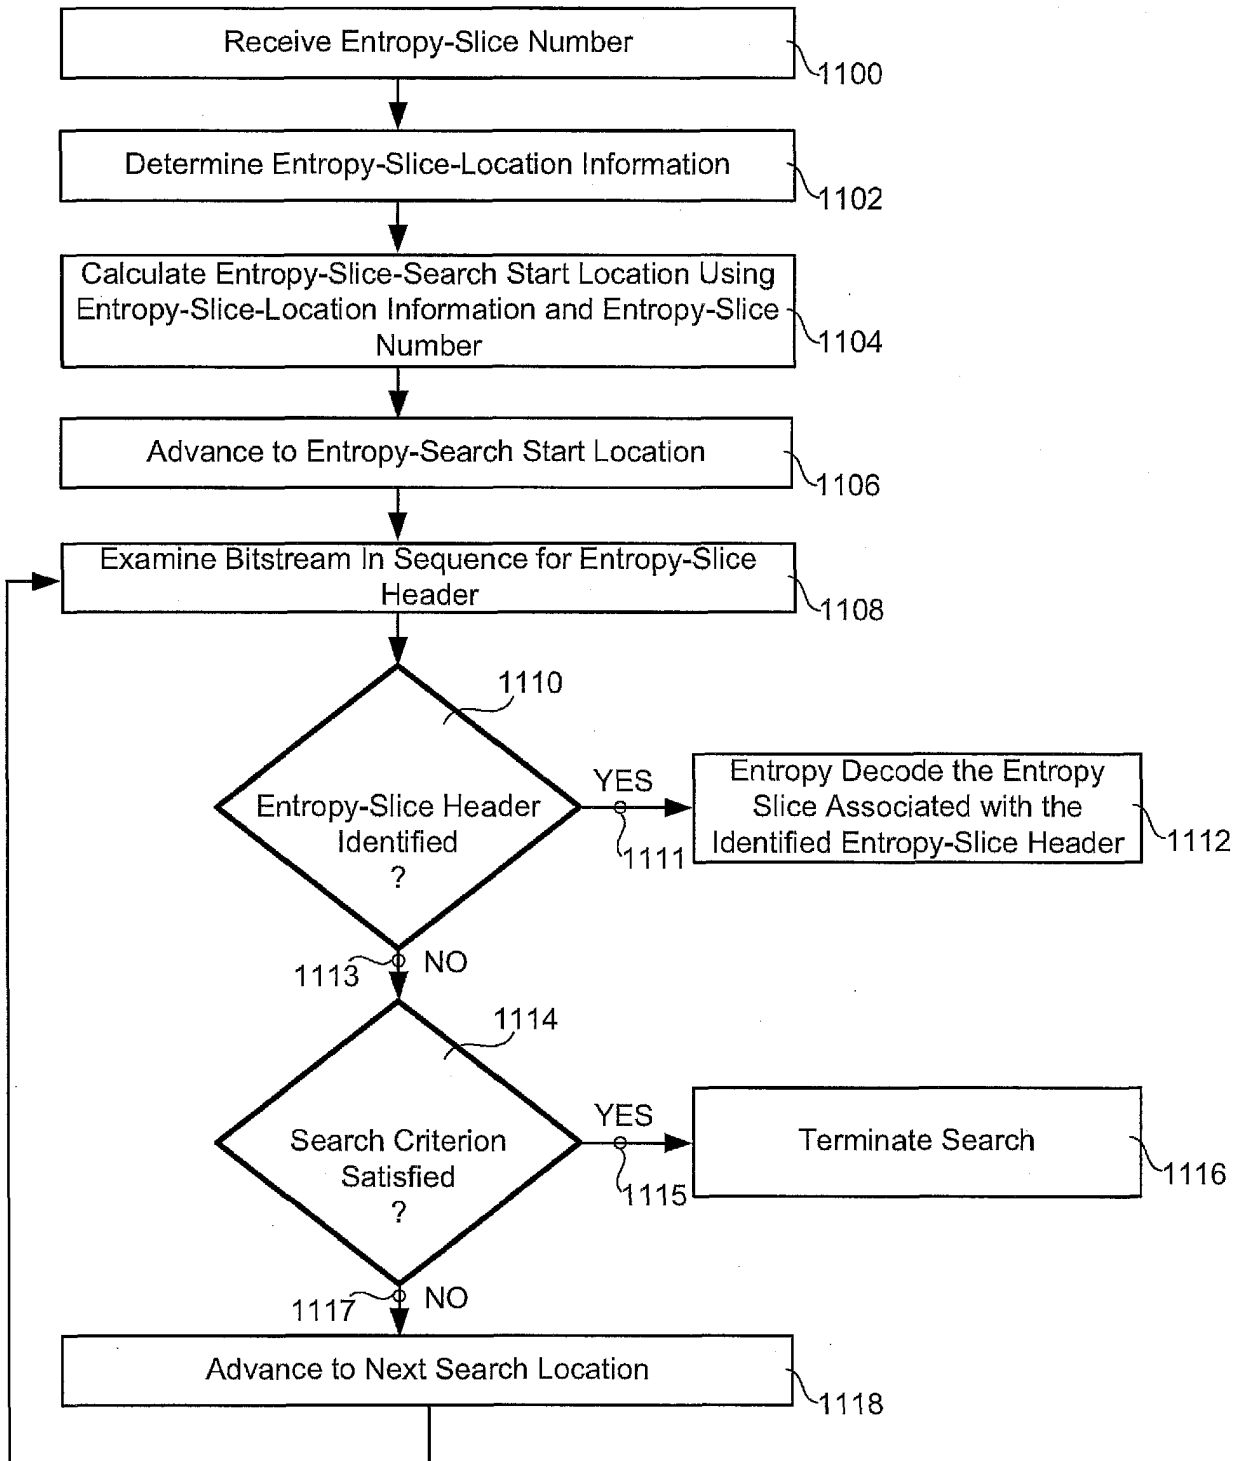 Receive Entropy-Slice Number
1100
Determine Entropy-Slice-Location Information
1102
Calculate Entropy-Slice-Search Start Location Using
Entropy-Slice-Location Information and Entropy-Slice
Number
1104
Advance to Entropy-Search Start Location
1106
Examine Bitstream In Sequence for Entropy-Slice
Header
1108
1110
Entropy-Slice Header
Identified
?
YES
1111
Entropy Decode the Entropy
Slice Associated with the
Identified Entropy-Slice Header
1112
1113
NO
1114
Search Criterion
Satisfied
?
YES
1115
Terminate Search
1116
1117
NO
Advance to Next Search Location
1118